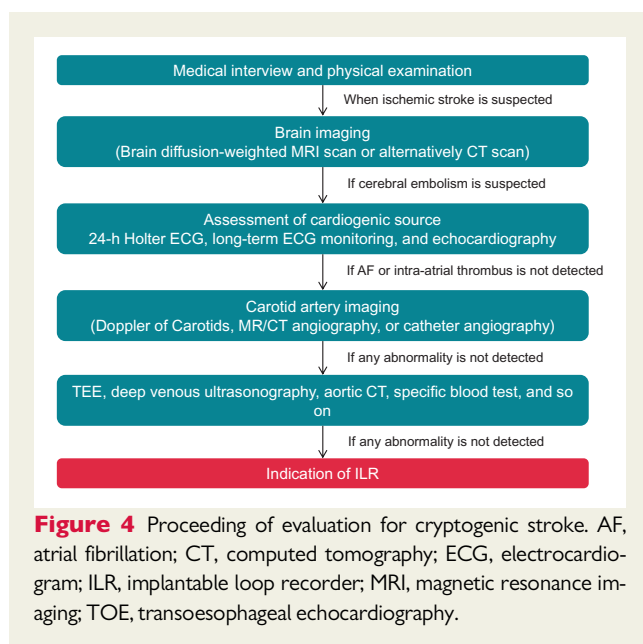 Medical interview and physical examination
When ischemic stroke is suspected
Brain imaging
(Brain diffusion-weighted MRI scan or alternatively CT scan)
If cerebral embolism is suspected
Assessment of cardiogenic source
24-h Holter ECG, long-term ECG monitoring, and echocardiography
If AF or intra-atrial thrombus is not detected
Carotid artery imaging
(Doppler of Carotids, MR/CT angiography, or catheter angiography)
If any abnormality is not detected
TEE, deep venous ultrasonography, aortic CT, specific blood test, and so
on
If any abnormality is not detected
Indication of ILR
Figure 4 Proceeding of evaluation for cryptogenic stroke. AF,
atrial fibrillation; CT, computed tomography; ECG, electrocardio-
gram; ILR, implantable loop recorder; MRI, magnetic resonance im-
aging; TOE, transoesophageal echocardiography.